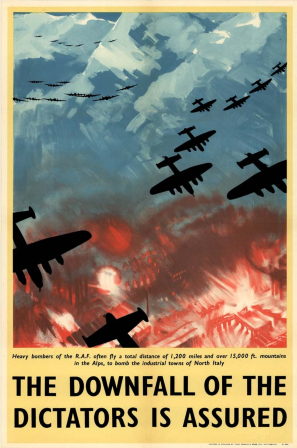 Heavy bombers of the R.A.F. often fly a total distance of 1,200 miles and over 15,000 ft. mountains
in the Alps, to bomb the industrial towns of North Italy
THE DOWNFALL OF THE
DICTATORS IS ASSURED